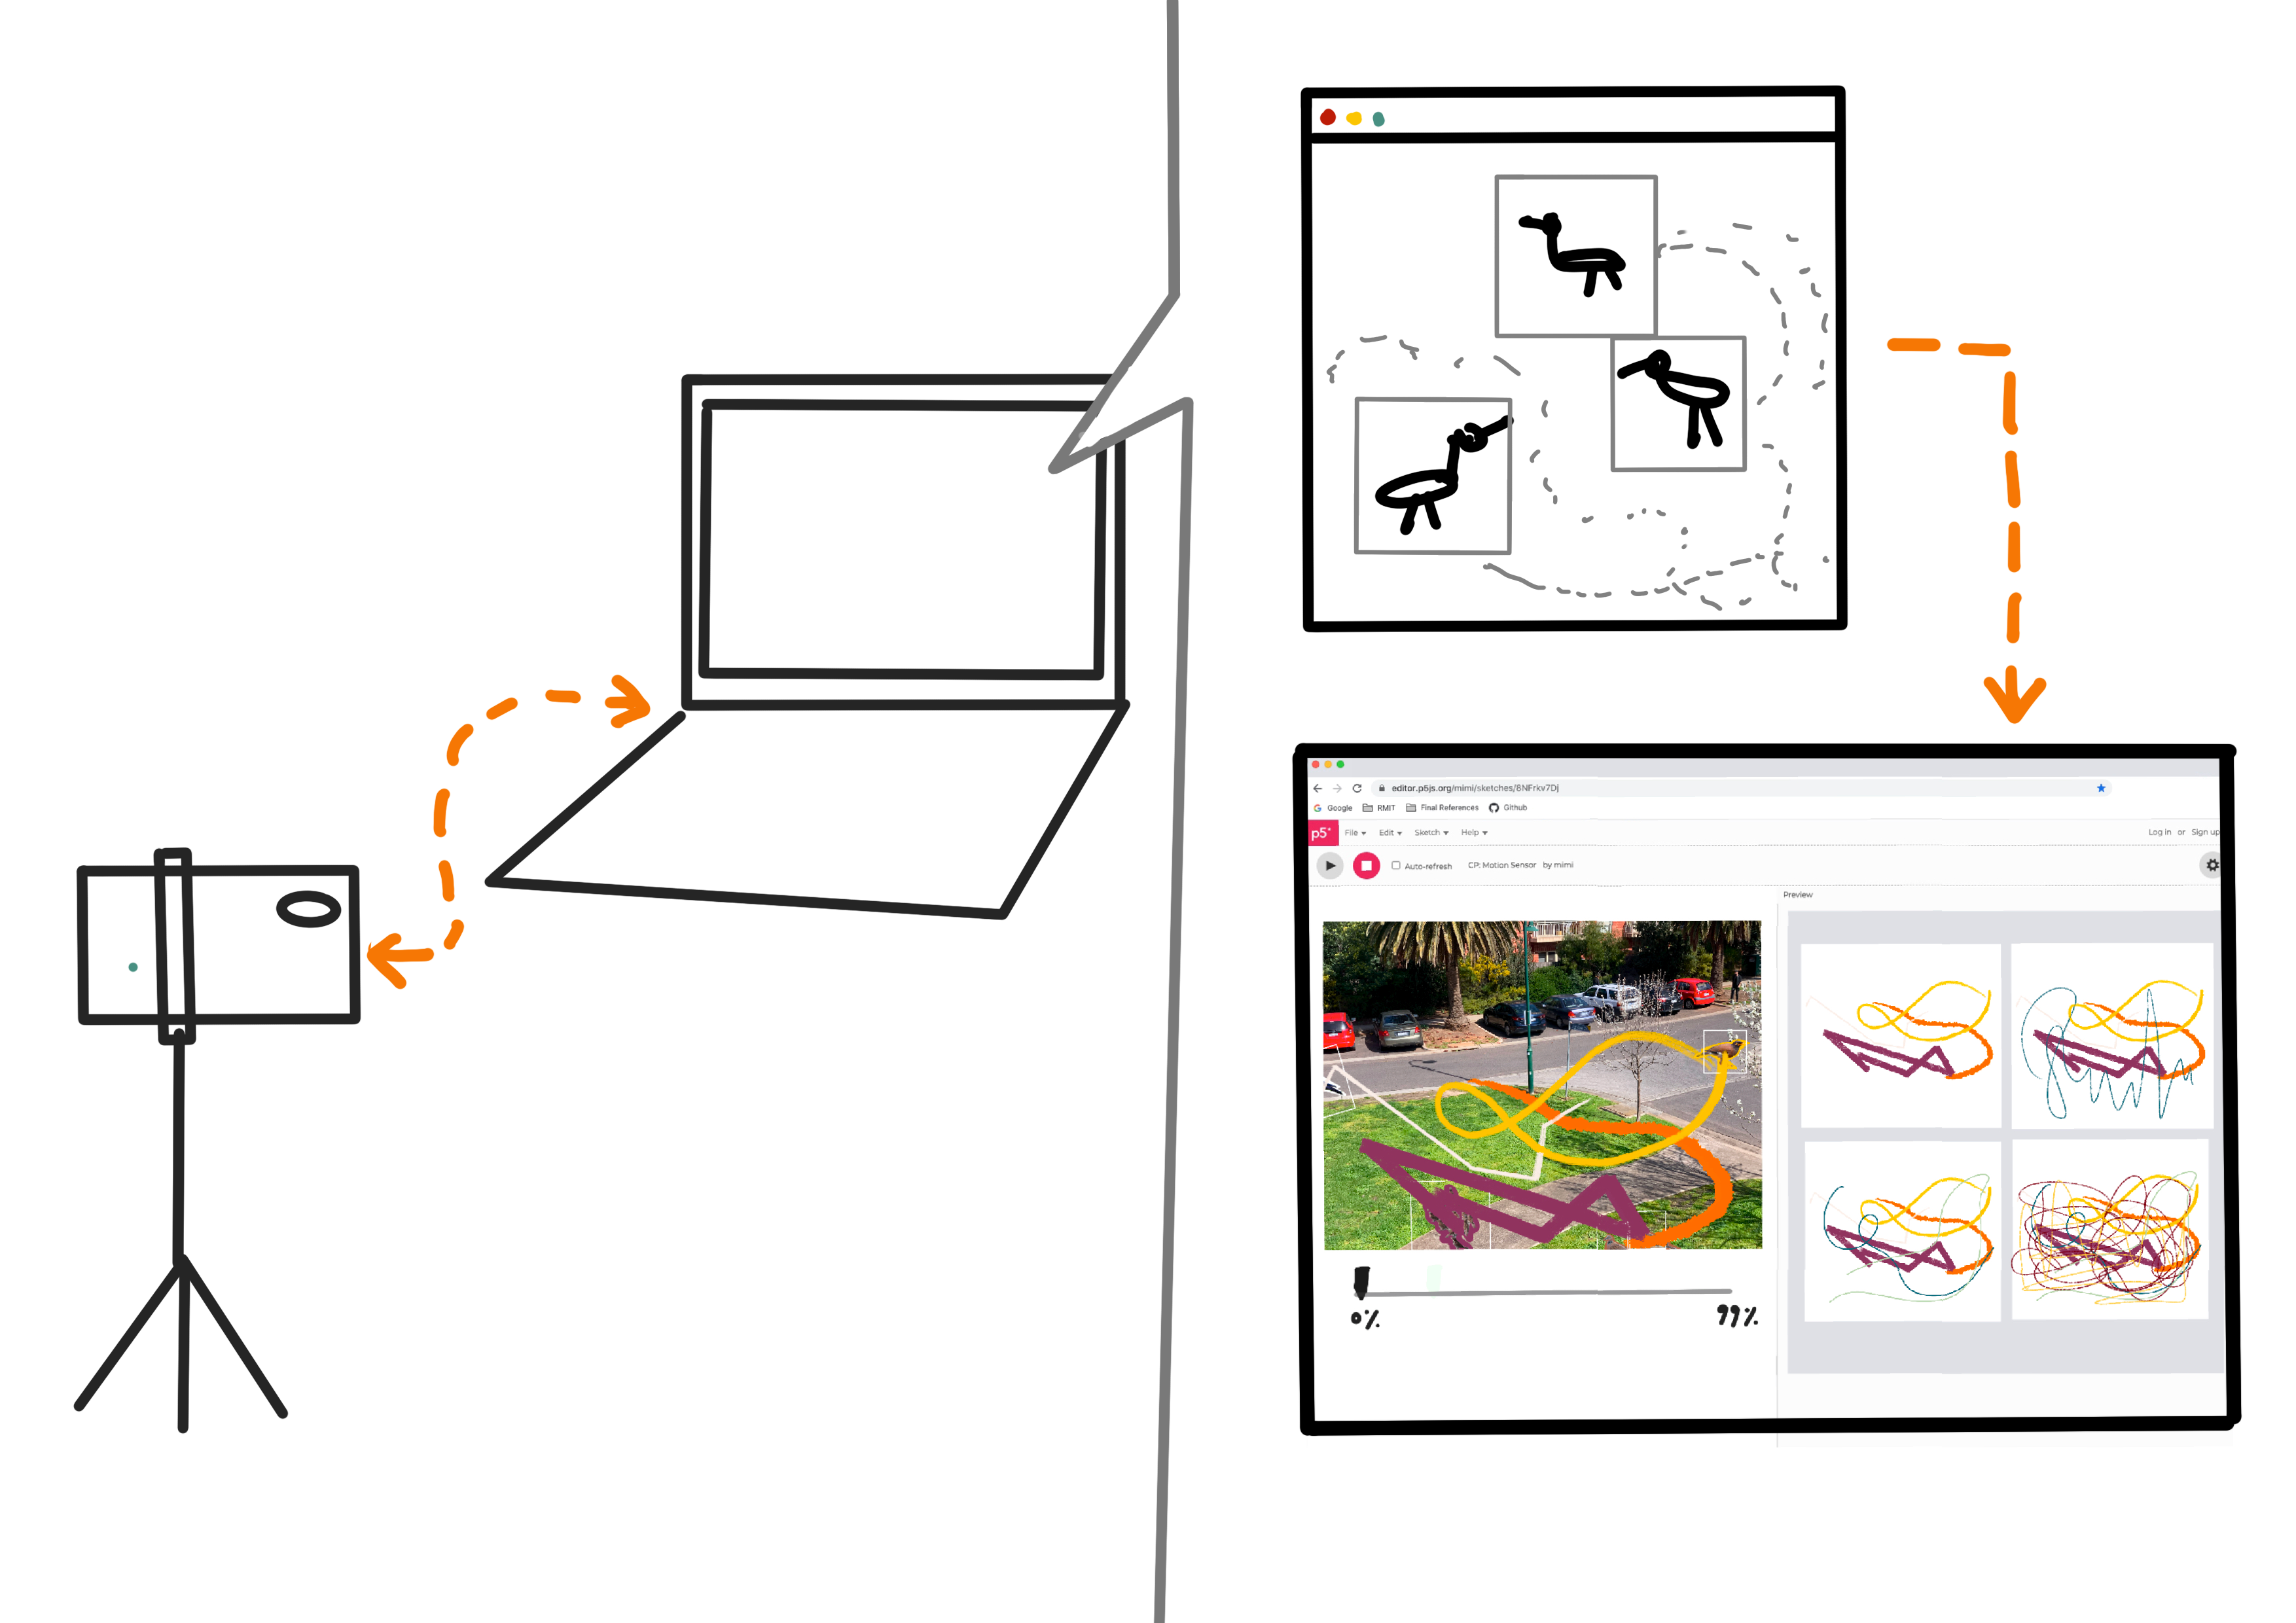 editor.p5js.org/mimi/sketches/8NFrkv7Dj
Google RMIT Final References Github
p5* File Edit Sketch Help Log in or Sign up
Auto-refresh CP: Motion Sensor by mimi
Preview
0% 99%